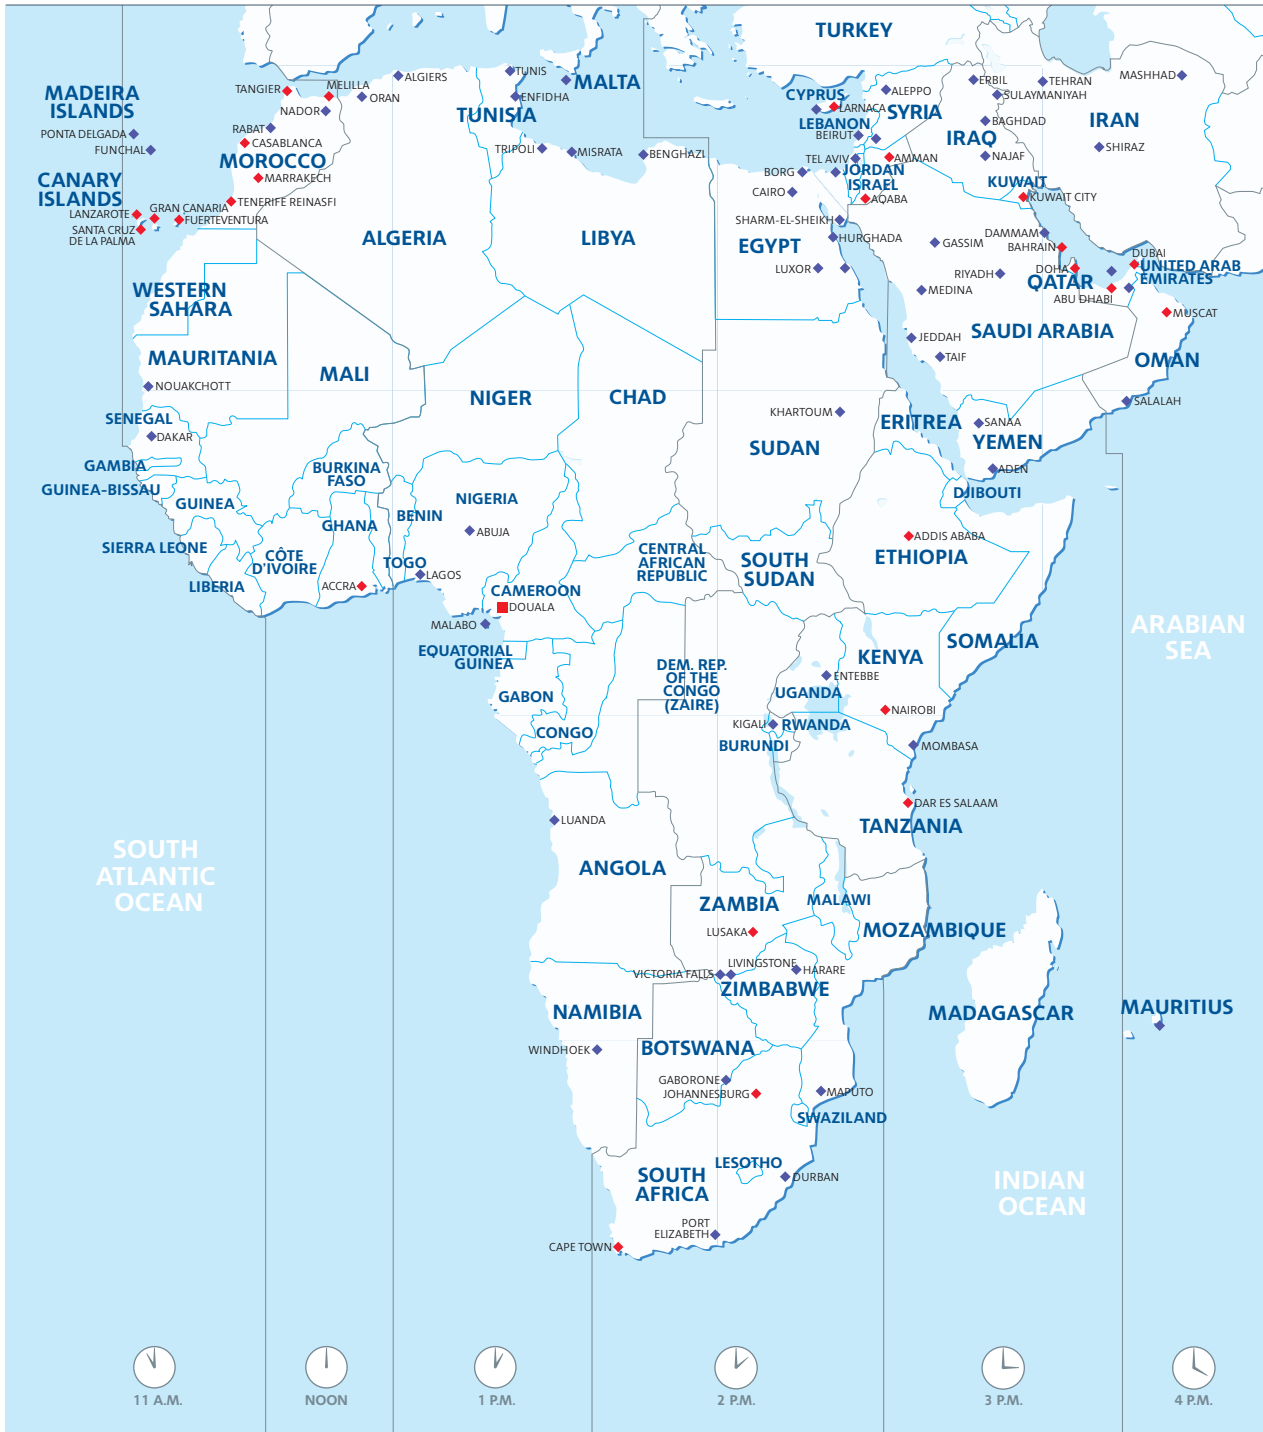 TURKEY
MADEIRA
ISLANDS
PONTA DELGADA
FUNCHAL
CANARY
ISLANDS
LANZAROTE
GRAN CANARIA
FUERTEVENTURA
SANTA CRUZ
DE LA PALMA
TENERIFE REINASFI
TANGIER
MELILLA
ORAN
NADOR
RABAT
CASABLANCA
MOROCCO
MARRAKECH
ALGIERS
TUNIS
ENFIDHA
TUNISIA
MALTA
TRIPOLI
MISRATA
BENGHAZI
CYPRUS
LARNACA
LEBANON
BEIRUT
ALEPPO
SYRIA
ERBIL
SULAYMANIYAH
TEHRAN
MASHHAD
BAGHDAD
IRAQ
IRAN
SHIRAZ
NAJAF
TEL AVIV
AMMAN
JORDAN
ISRAEL
AQABA
BORG
CAIRO
KUWAIT
KUWAIT CITY
SHARM-EL-SHEIKH
HURGHADA
EGYPT
LUXOR
GASSIM
DAMMAM
BAHRAIN
DOHA
QATAR
DUBAI
UNITED ARAB
EMIRATES
ABU DHABI
RIYADH
MEDINA
MUSCAT
SAUDI ARABIA
JEDDAH
TAIF
OMAN
SALALAH
ALGERIA
LIBYA
WESTERN
SAHARA
MAURITANIA
NOUAKCHOTT
MALI
NIGER
CHAD
KHARTOUM
SUDAN
ERITREA
SANAA
YEMEN
ADEN
DJIBOUTI
SENEGAL
DAKAR
GAMBIA
GUINEA-BISSAU
GUINEA
SIERRA LEONE
LIBERIA
BURKINA
FASO
GHANA
CÔTE
D'IVOIRE
ACCRA
BENIN
TOGO
LAGOS
NIGERIA
ABUJA
CAMEROON
DOUALA
MALABO
EQUATORIAL
GUINEA
CENTRAL
AFRICAN
REPUBLIC
SOUTH
SUDAN
ADDIS ABABA
ETHIOPIA
SOMALIA
KENYA
ENTEBBE
UGANDA
NAIROBI
KIGALI
RWANDA
BURUNDI
MOMBASA
DEM. REP.
OF THE
CONGO
(ZAIRE)
GABON
CONGO
DAR ES SALAAM
TANZANIA
ARABIAN
SEA
LUANDA
ANGOLA
SOUTH
ATLANTIC
OCEAN
ZAMBIA
LUSAKA
MALAWI
MOZAMBIQUE
VICTORIA FALLS
LIVINGSTONE
HARARE
ZIMBABWE
NAMIBIA
WINDHOEK
BOTSWANA
GABORONE
JOHANNESBURG
MAPUTO
SWAZILAND
MADAGASCAR
MAURITIUS
LESOTHO
DURBAN
SOUTH
AFRICA
PORT
ELIZABETH
CAPE TOWN
INDIAN
OCEAN
11 A.M.
NOON
1 P.M.
2 P.M.
3 P.M.
4 P.M.